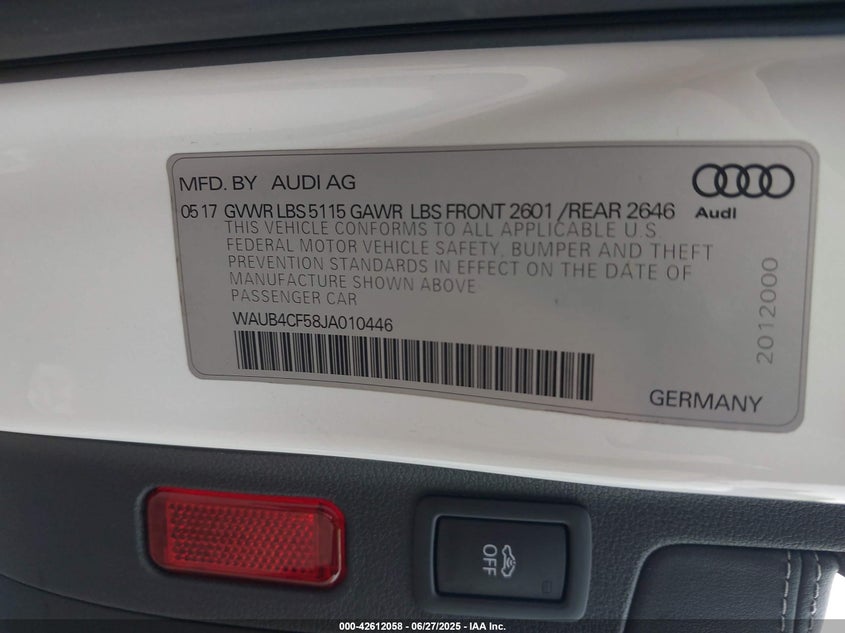 MFD. BY AUDI AG
Audi
05 17 GVWR LBS 5115 GAWR LBS FRONT 2601 /REAR 2646
THIS VEHICLE CONFORMS TO ALL APPLICABLE U.S.
FEDERAL MOTOR VEHICLE SAFETY, BUMPER AND THEFT
PREVENTION STANDARDS IN EFFECT ON THE DATE OF
MANUFACTURE SHOWN ABOVE
PASSENGER CAR
WAUB4CF58JA010446
2012000
GERMANY
OFF
000-42612058 - 06/27/2025 - IAA Inc.